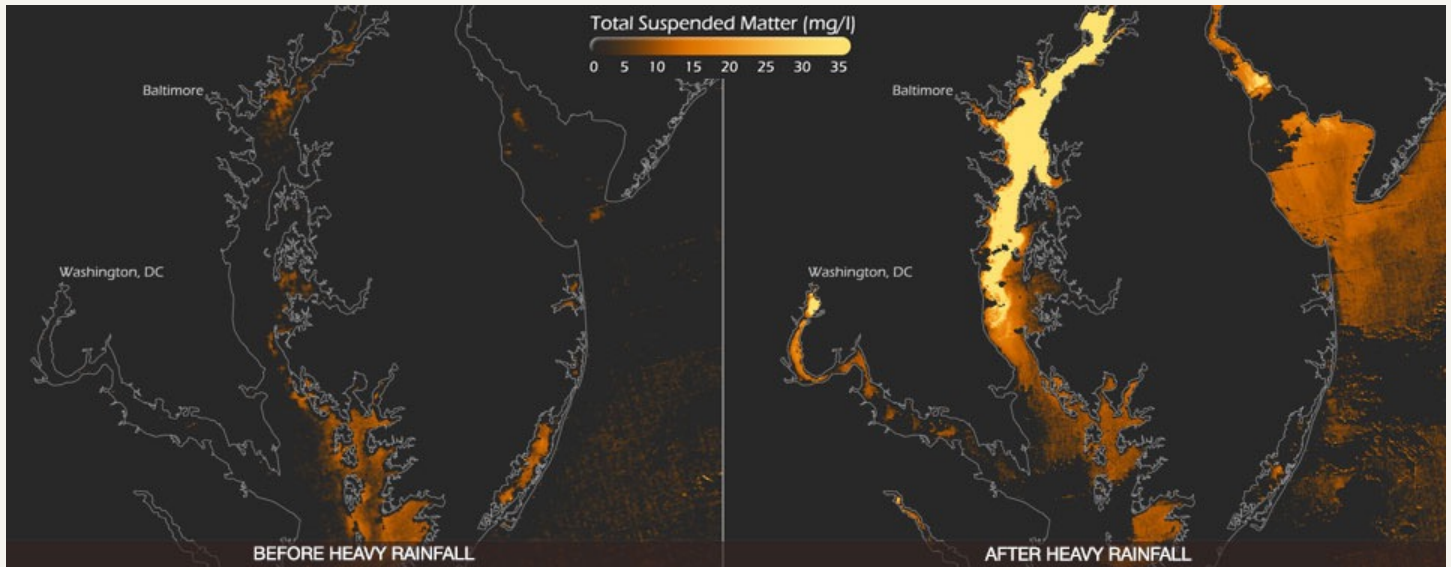 Total Suspended Matter (mg/l)
0 5 10 15 20 25 30 35
Baltimore
Washington, DC
BEFORE HEAVY RAINFALL
Baltimore
Washington, DC
AFTER HEAVY RAINFALL